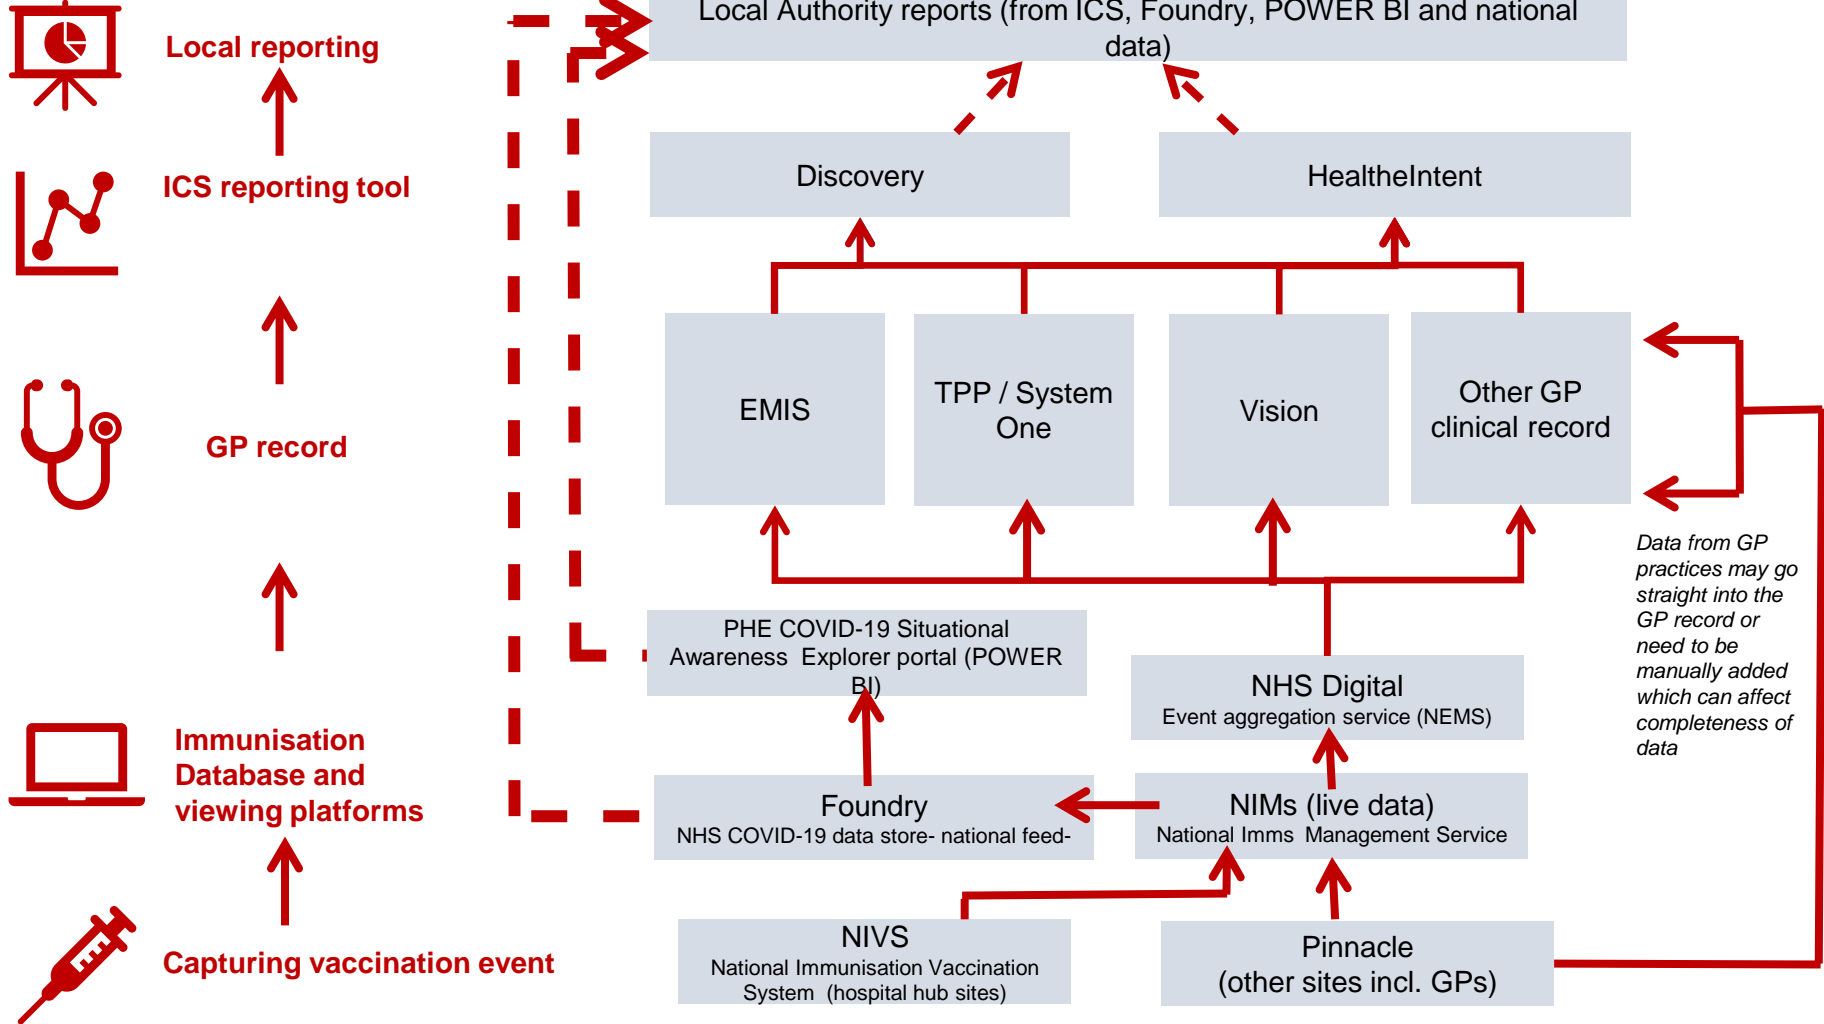 Local Authority reports (from ICS, Foundry, POWER BI and national
data)
Local reporting
Discovery
HealtheIntent
ICS reporting tool
EMIS
TPP / System
One
Vision
Other GP
clinical record
GP record
Data from GP
practices may go
straight into the
GP record or
need to be
manually added
which can affect
completeness of
data
PHE COVID-19 Situational
Awareness Explorer portal (POWER
BI)
NHS Digital
Event aggregation service (NEMS)
Immunisation
Database and
viewing platforms
Foundry
NHS COVID-19 data store- national feed-
NIMs (live data)
National Imms Management Service
Capturing vaccination event
NIVS
National Immunisation Vaccination
System (hospital hub sites)
Pinnacle
(other sites incl. GPs)